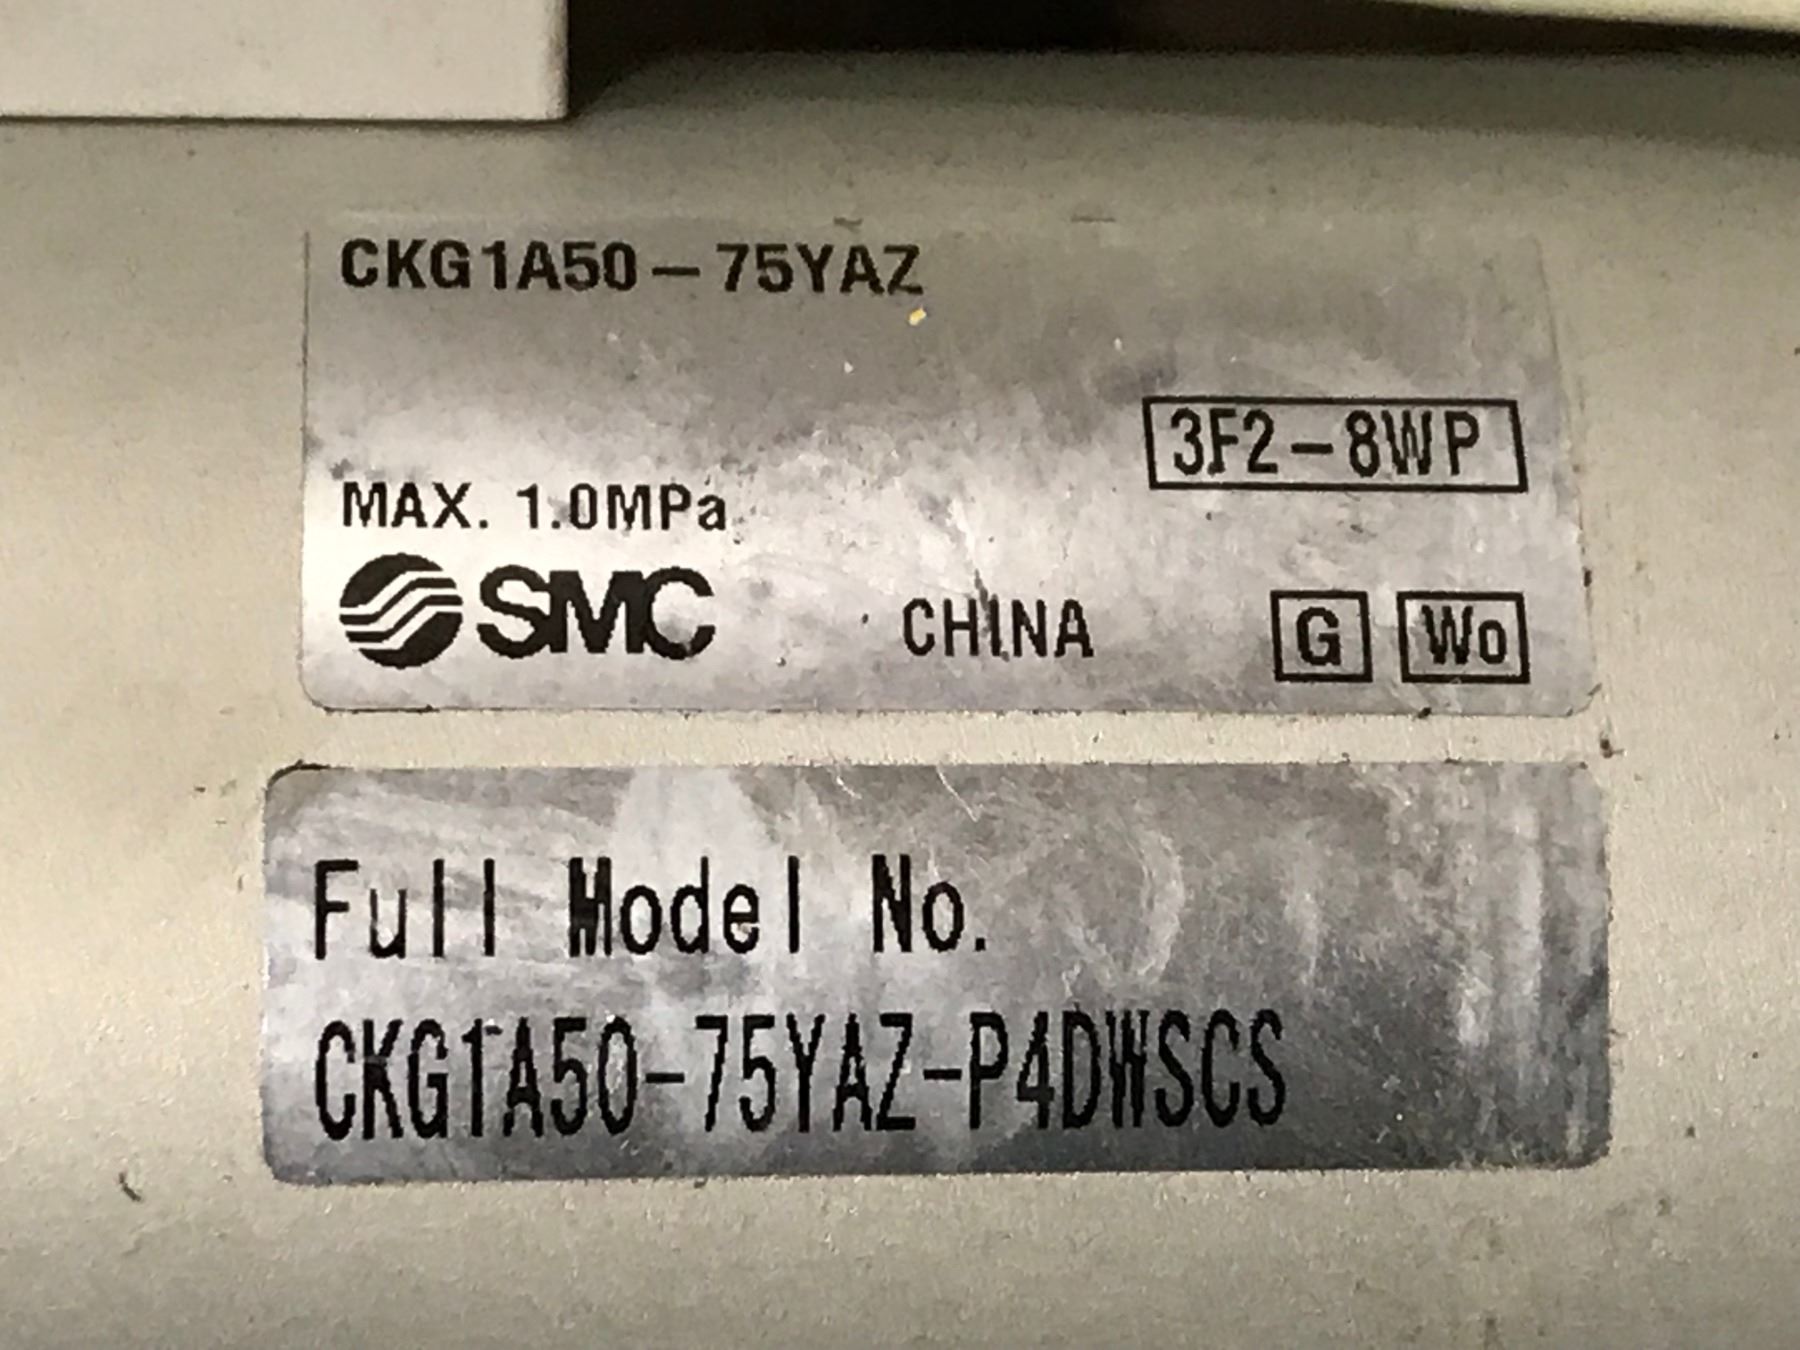 CKG1A50-75YAZ
3F2-8WP
MAX. 1.0MPa
SMC CHINA G Wo
Full Model No.
CKG1A50-75YAZ-P4DWSCS